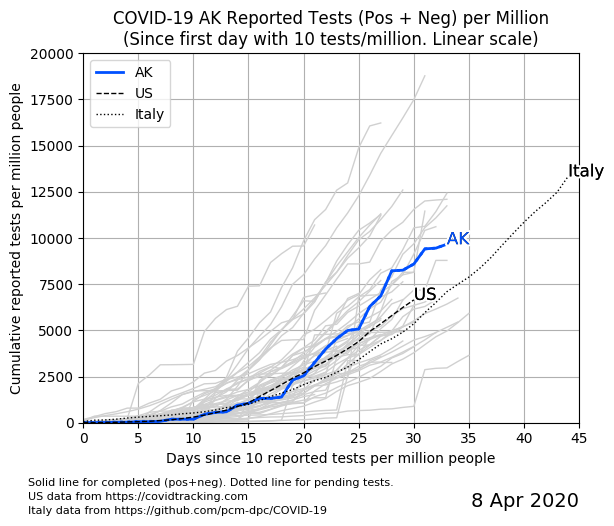 COVID-19 AK Reported Tests (Pos + Neg) per Million
(Since first day with 10 tests/million. Linear scale)
Cumulative reported tests per million people
20000
17500
15000
12500
10000
7500
5000
2500
0
AK
US
Italy
Italy
AK
US
0 5 10 15 20 25 30 35 40 45
Days since 10 reported tests per million people
Solid line for completed (pos+neg). Dotted line for pending tests.
US data from https://covidtracking.com
Italy data from https://github.com/pcm-dpc/COVID-19
8 Apr 2020